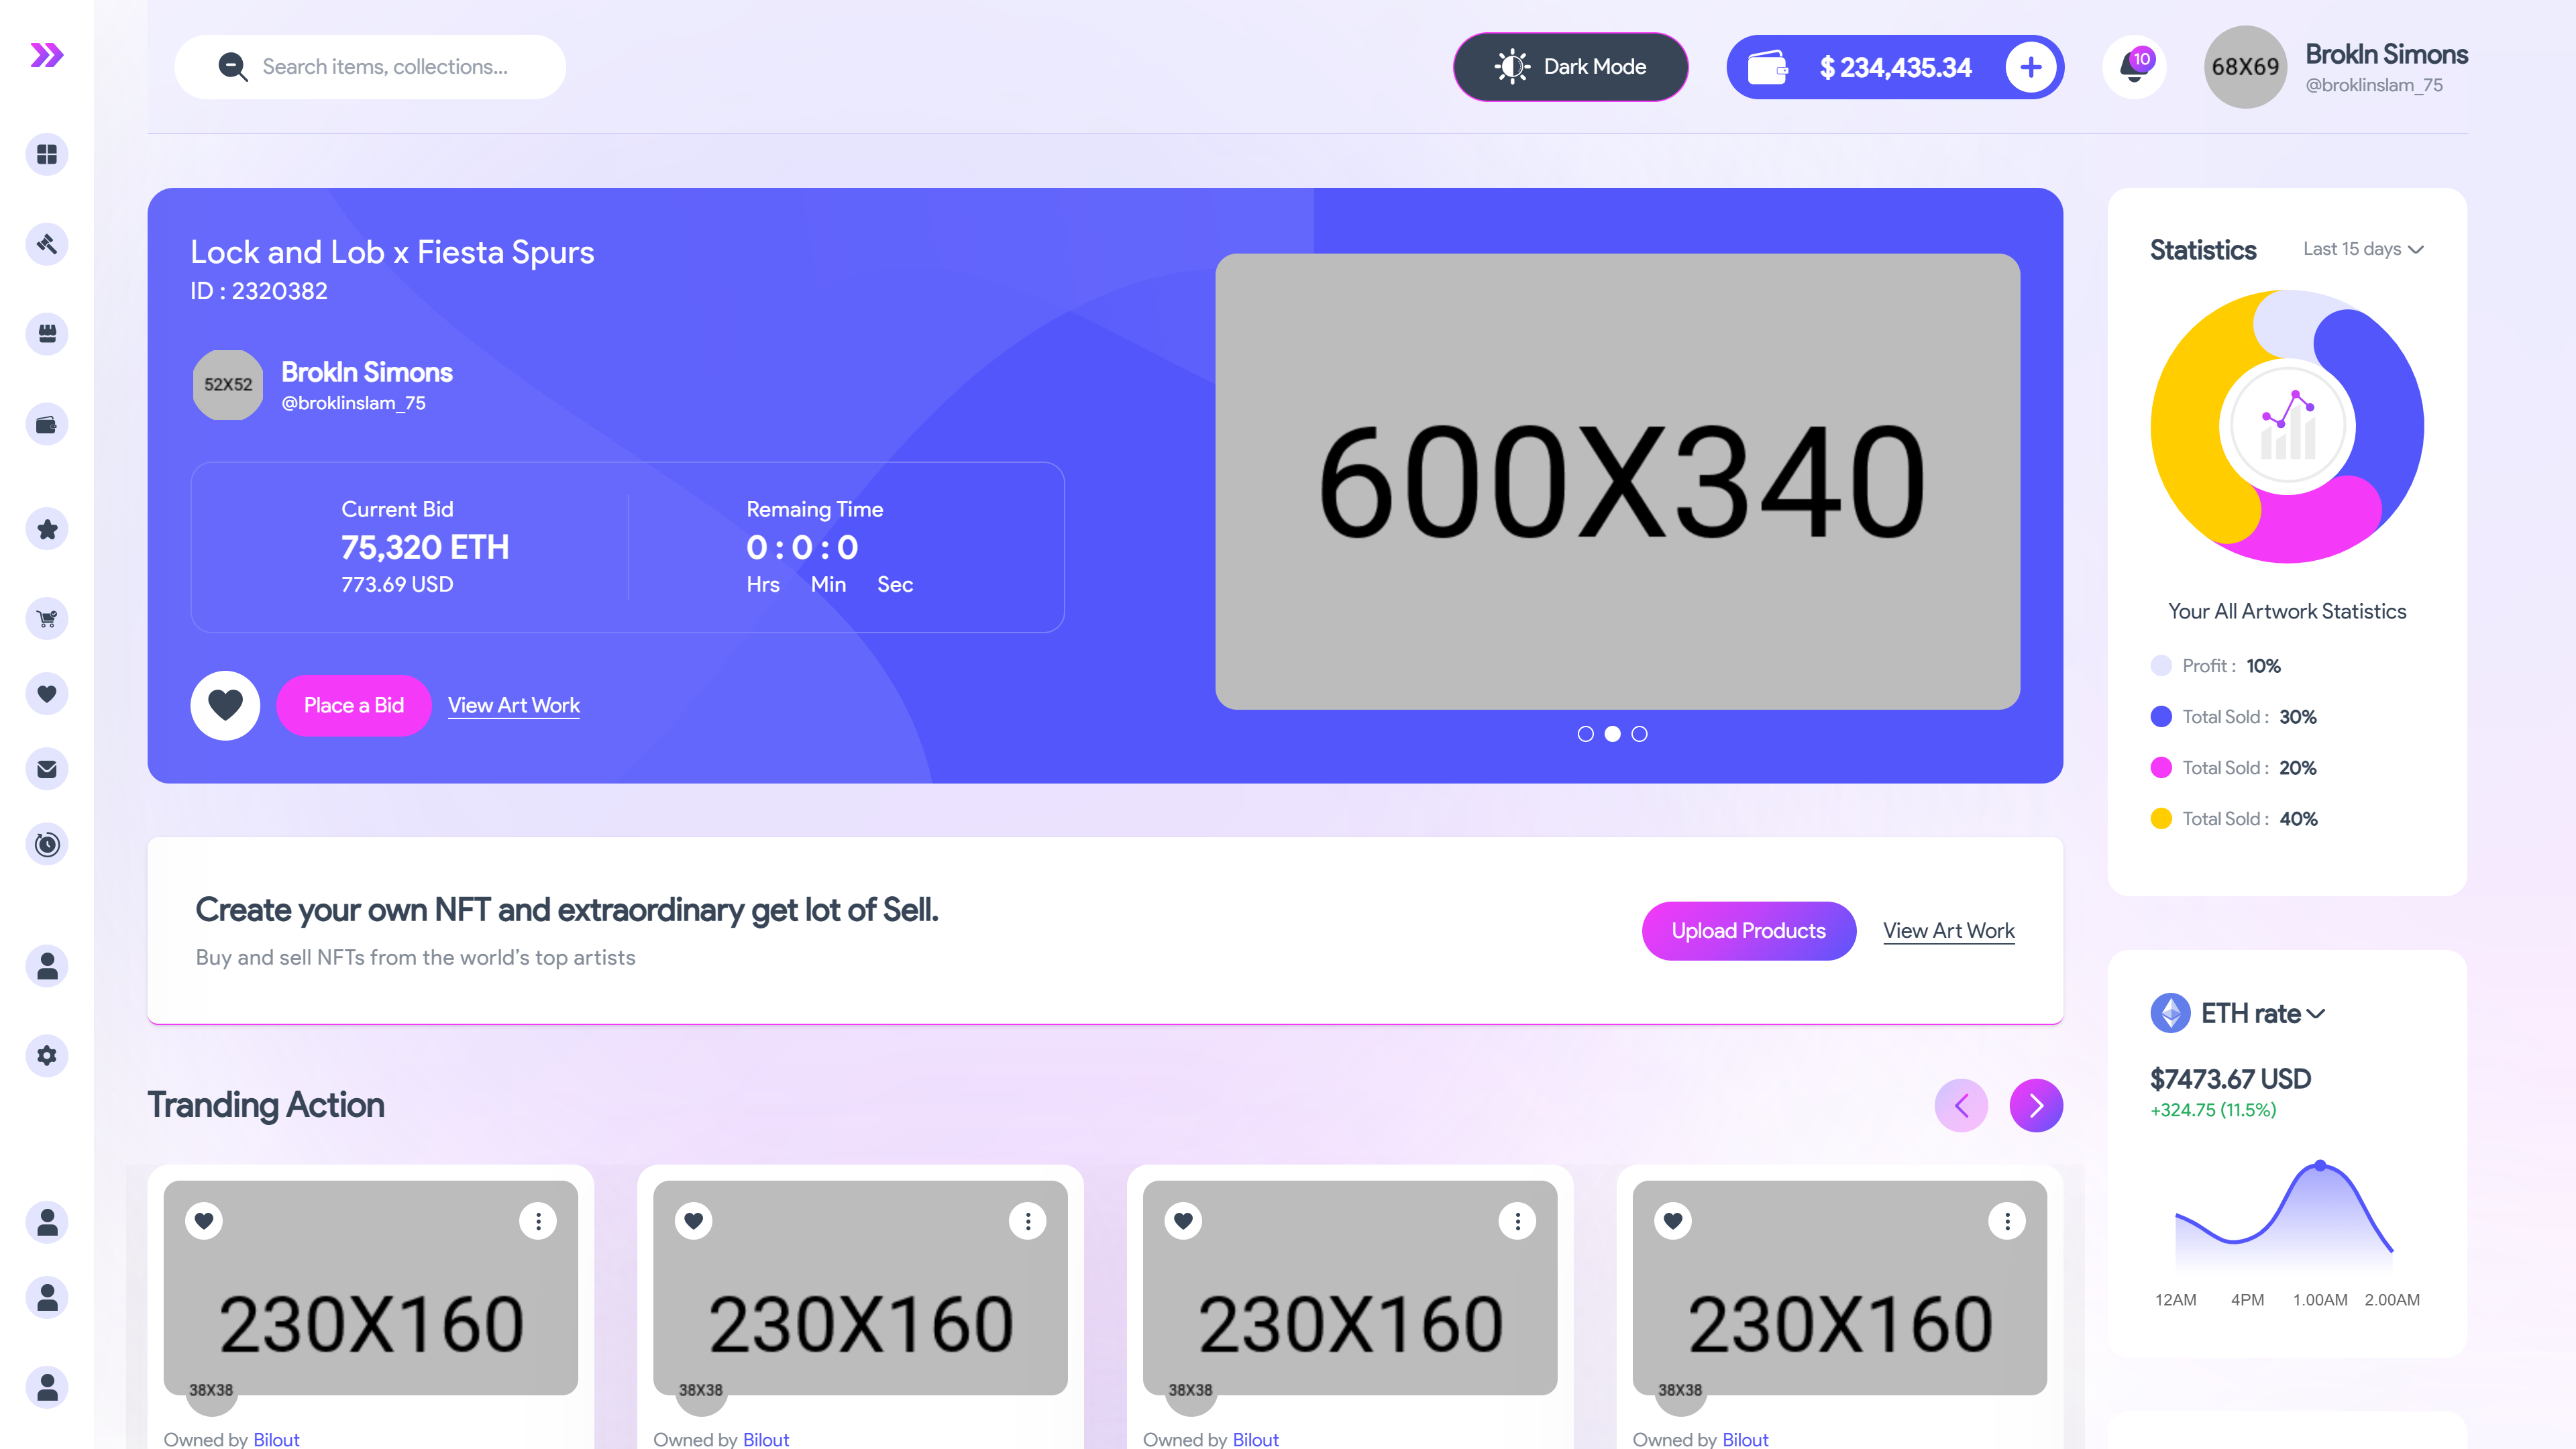 Search items, collections...
Dark Mode
$ 234,435.34
10
68X69
Brokln Simons
@broklinslam_75
Lock and Lob x Fiesta Spurs
ID : 2320382
52X52
Brokln Simons
@broklinslam_75
Current Bid
75,320 ETH
773.69 USD
Remaing Time
0 : 0 : 0
Hrs Min Sec
Place a Bid
View Art Work
600X340
Statistics
Last 15 days
Your All Artwork Statistics
Profit : 10%
Total Sold : 30%
Total Sold : 20%
Total Sold : 40%
Create your own NFT and extraordinary get lot of Sell.
Buy and sell NFTs from the world's top artists
Upload Products
View Art Work
ETH rate
$7473.67 USD
+324.75 (11.5%)
12AM 4PM 1.00AM 2.00AM
Tranding Action
230X160
38X38
Owned by Bilout
230X160
38X38
Owned by Bilout
230X160
38X38
Owned by Bilout
230X160
38X38
Owned by Bilout